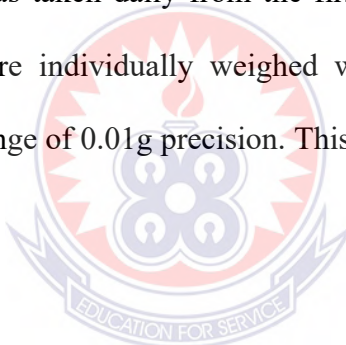 as taken daily from the
re individually weighed w
nge of 0.01g precision. This
EDUCATION FOR SERVICE